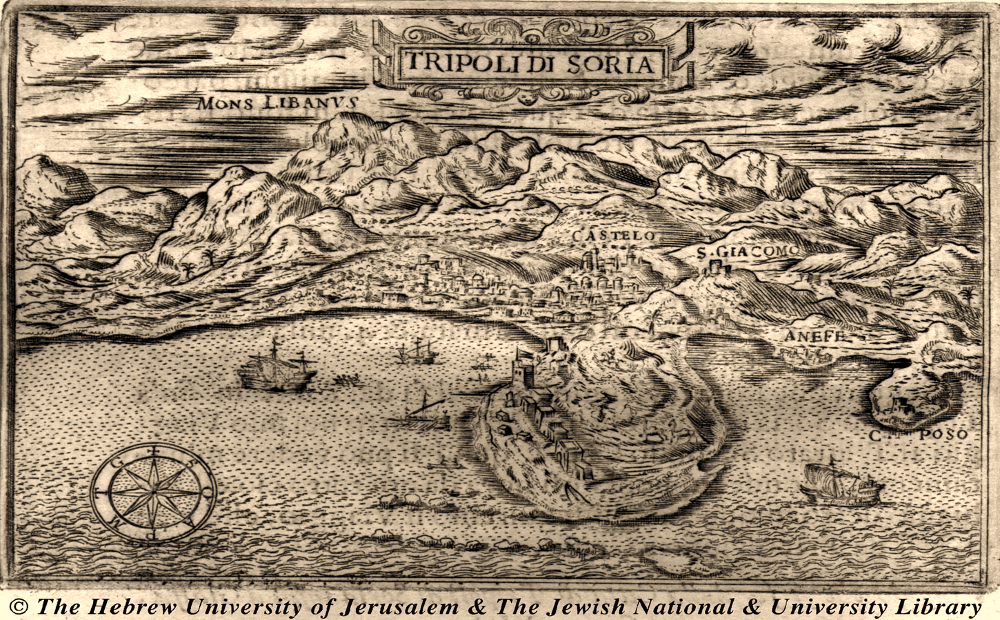 TRIPOLI DI SORIA
MONS LIBANVS
CASTELO
S. GIACOMO
ANEFE
C. POSO
© The Hebrew University of Jerusalem & The Jewish National & University Library